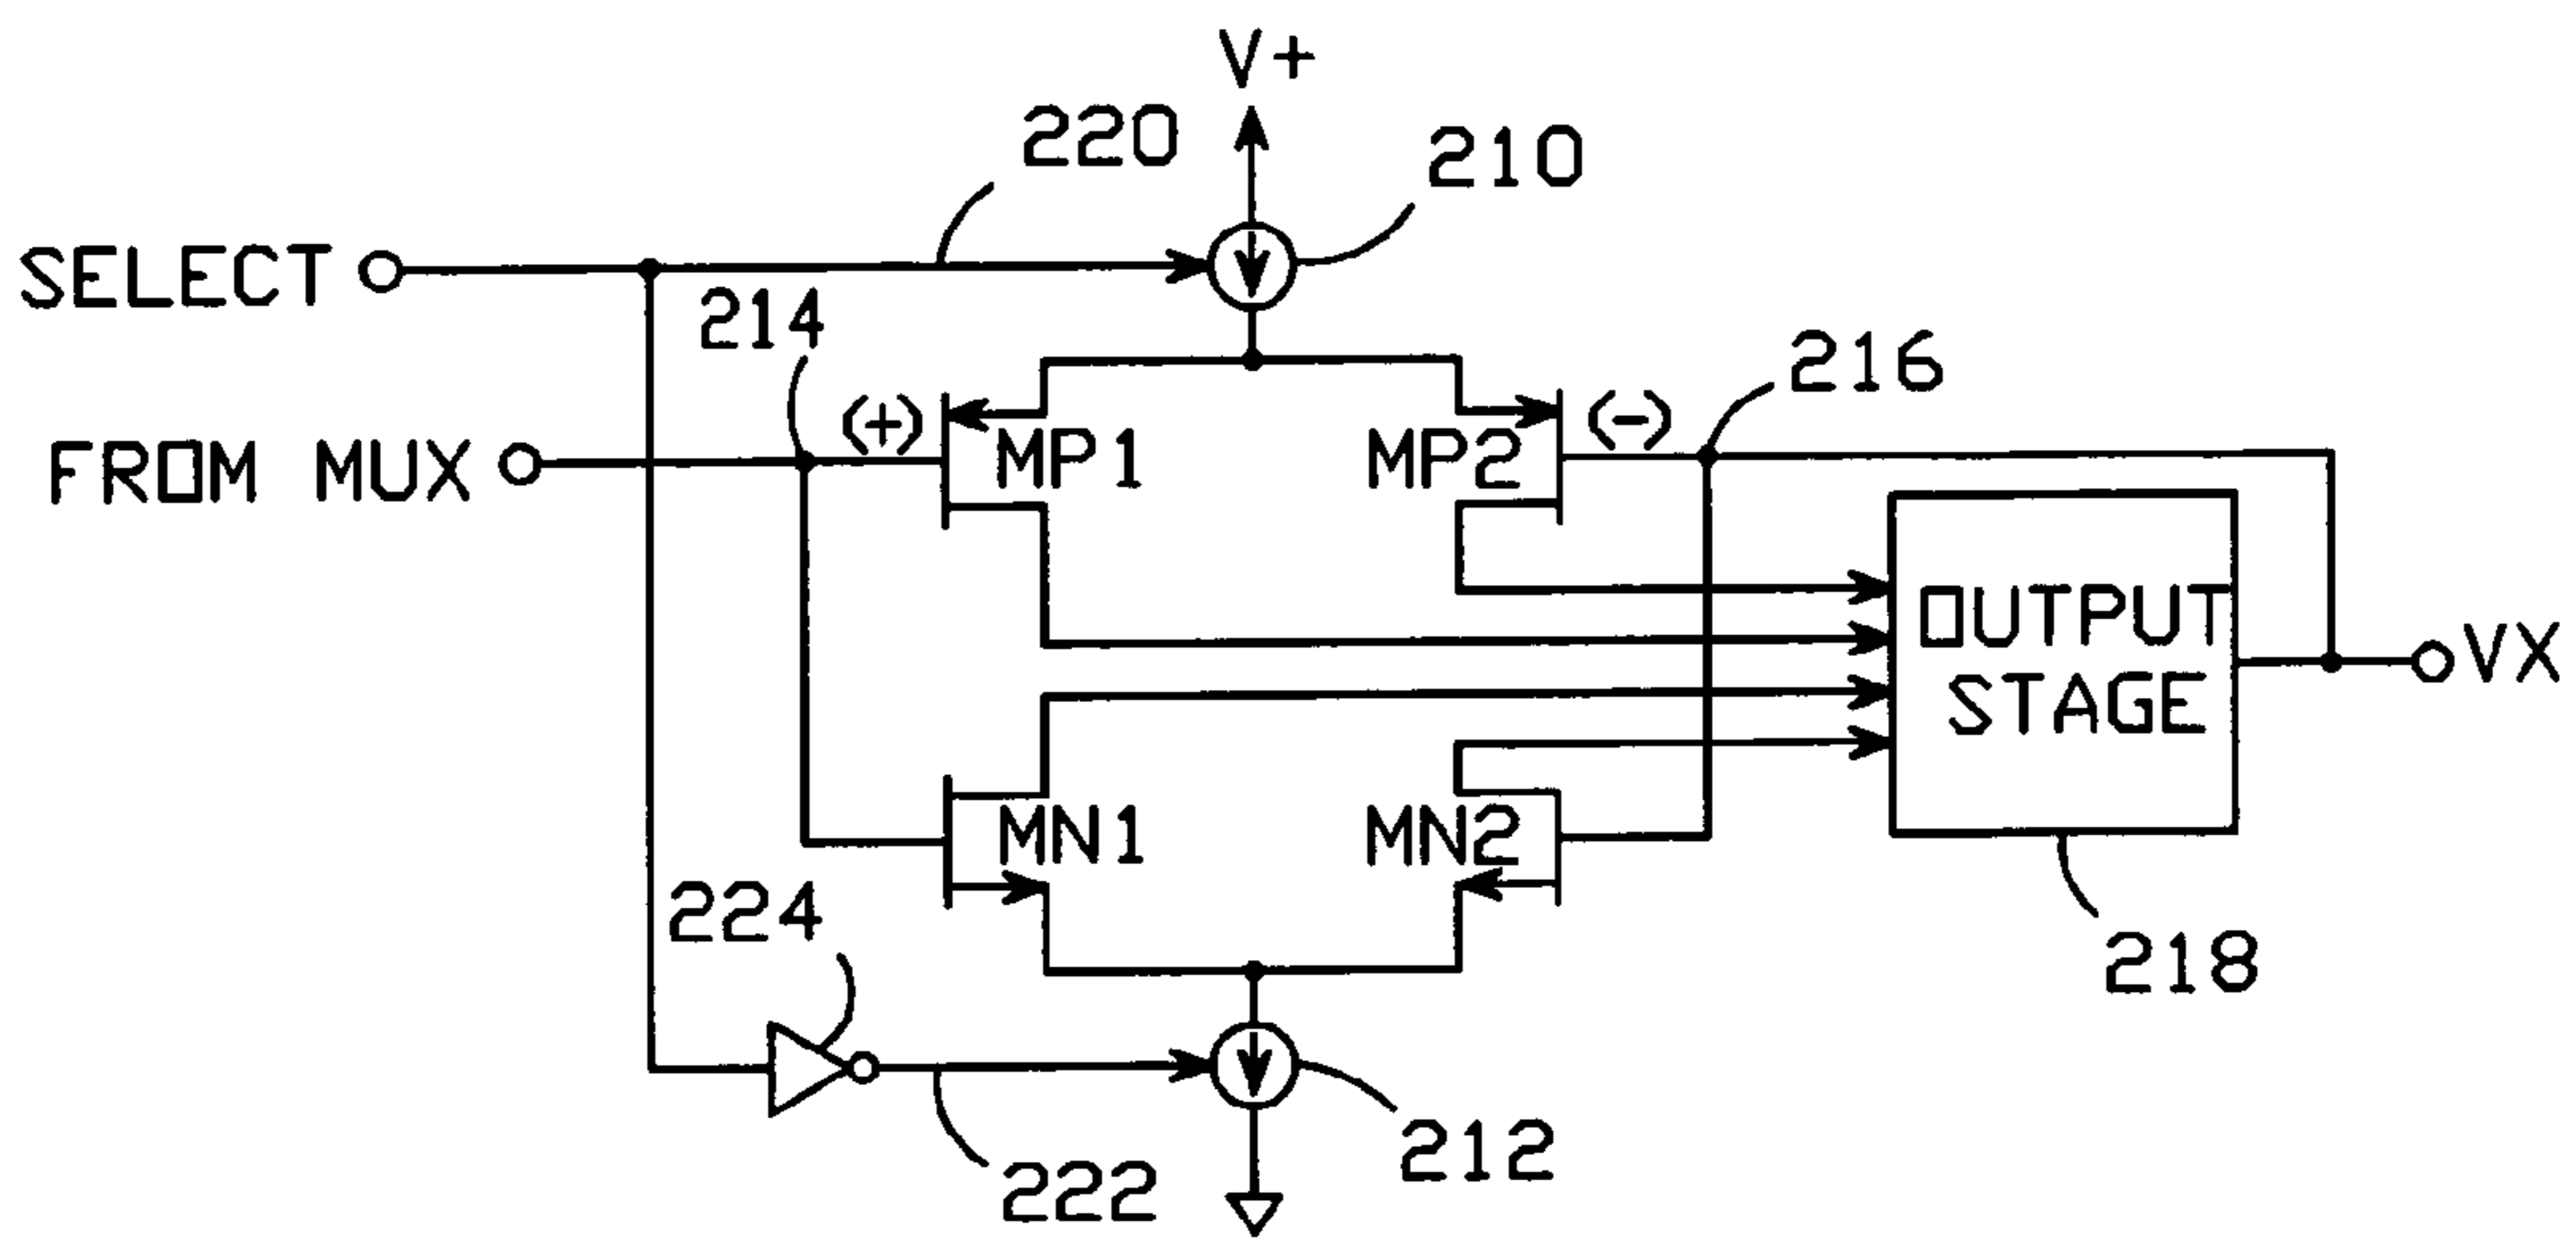 V+
220
210
SELECT
214
216
(+)
(-)
FROM MUX
MP1
MP2
OUTPUT
STAGE
VX
MN1
MN2
224
218
212
222